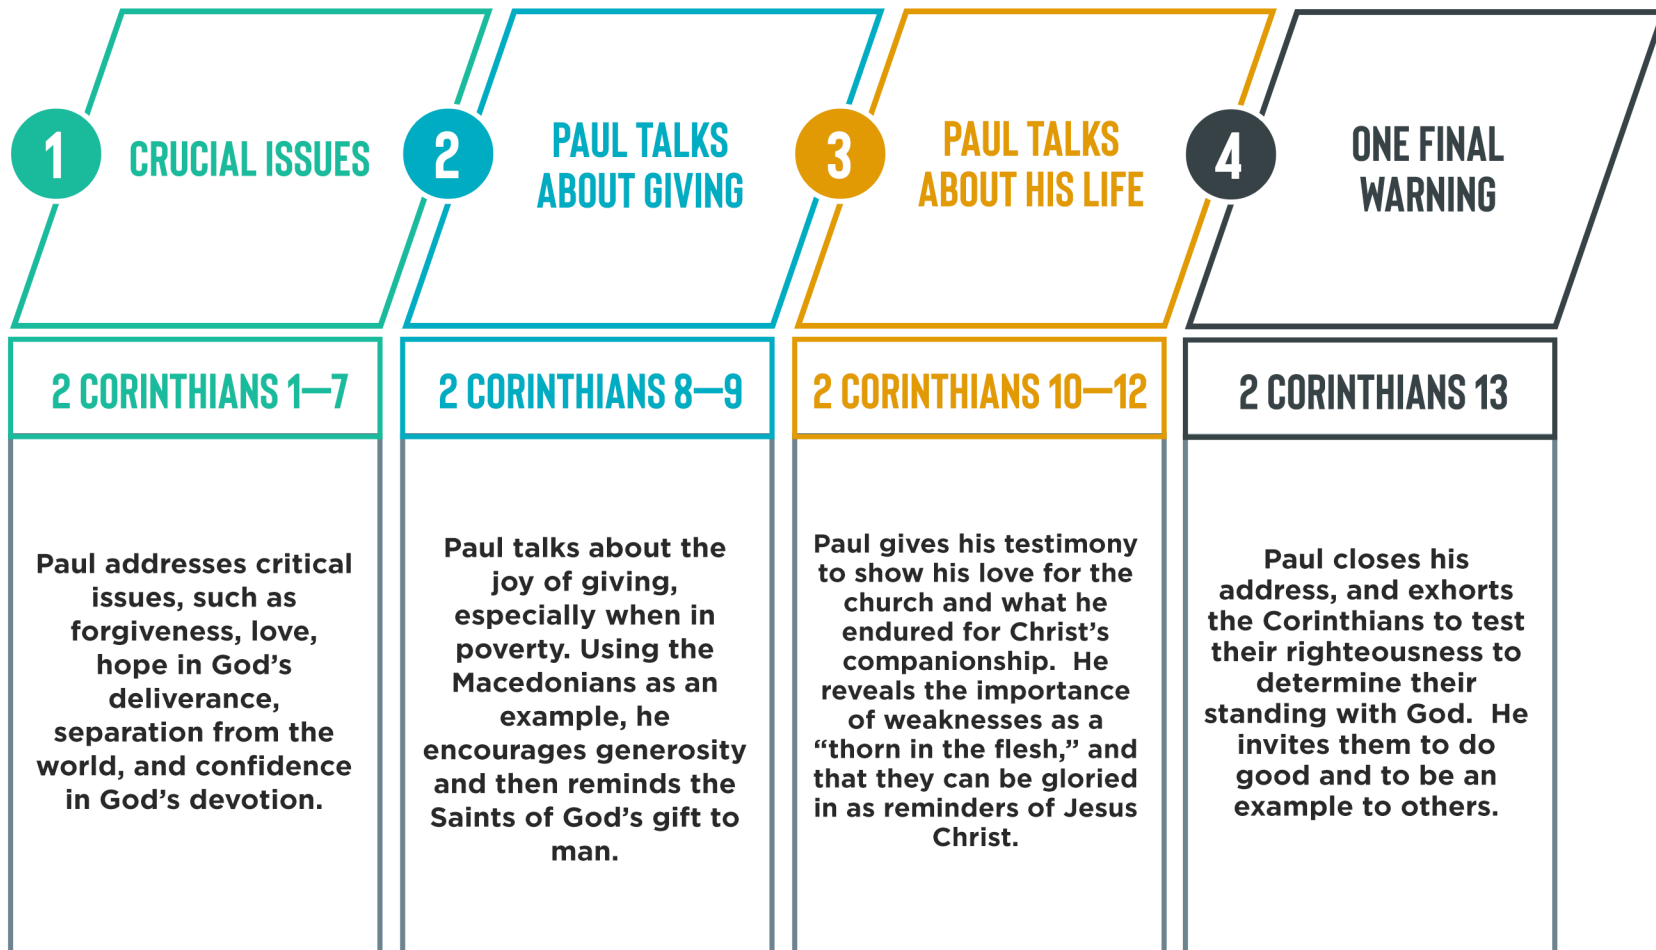 1
CRUCIAL ISSUES
2 CORINTHIANS 1—7
Paul addresses critical
issues, such as
forgiveness, love,
hope in God’s
deliverance,
separation from the
world, and confidence
in God’s devotion.
2
PAUL TALKS
ABOUT GIVING
2 CORINTHIANS 8—9
Paul talks about the
joy of giving,
especially when in
poverty. Using the
Macedonians as an
example, he
encourages generosity
and then reminds the
Saints of God’s gift to
man.
3
PAUL TALKS
ABOUT HIS LIFE
2 CORINTHIANS 10—12
Paul gives his testimony
to show his love for the
church and what he
endured for Christ’s
companionship.  He
reveals the importance
of weaknesses as a
“thorn in the flesh,” and
that they can be gloried
in as reminders of Jesus
Christ.
4
ONE FINAL
WARNING
2 CORINTHIANS 13
Paul closes his
address, and exhorts
the Corinthians to test
their righteousness to
determine their
standing with God.  He
invites them to do
good and to be an
example to others.